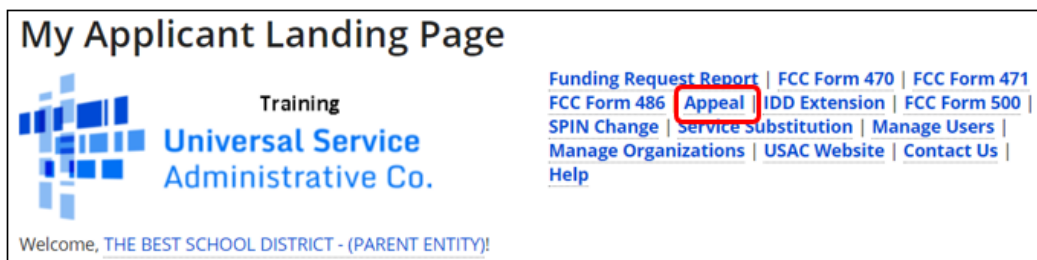 My Applicant Landing Page
Training
Universal Service
Administrative Co.
Funding Request Report | FCC Form 470 | FCC Form 471
FCC Form 486 | Appeal | IDD Extension | FCC Form 500 |
SPIN Change | Service Substitution | Manage Users |
Manage Organizations | USAC Website | Contact Us |
Help
Welcome, THE BEST SCHOOL DISTRICT - (PARENT ENTITY)!